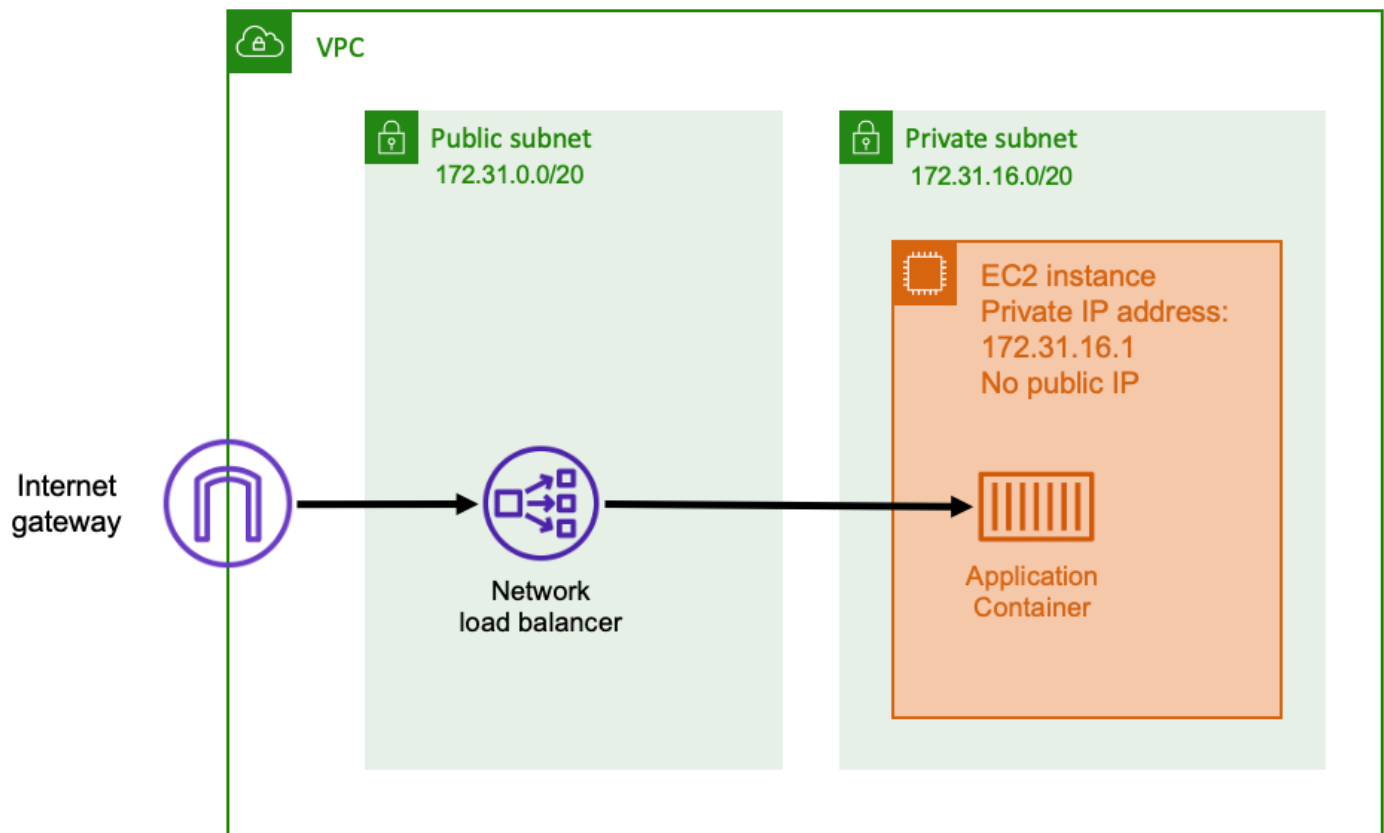 VPC
Public subnet
172.31.0.0/20
Private subnet
172.31.16.0/20
EC2 instance
Private IP address:
172.31.16.1
No public IP
Internet
gateway
Network
load balancer
Application
Container